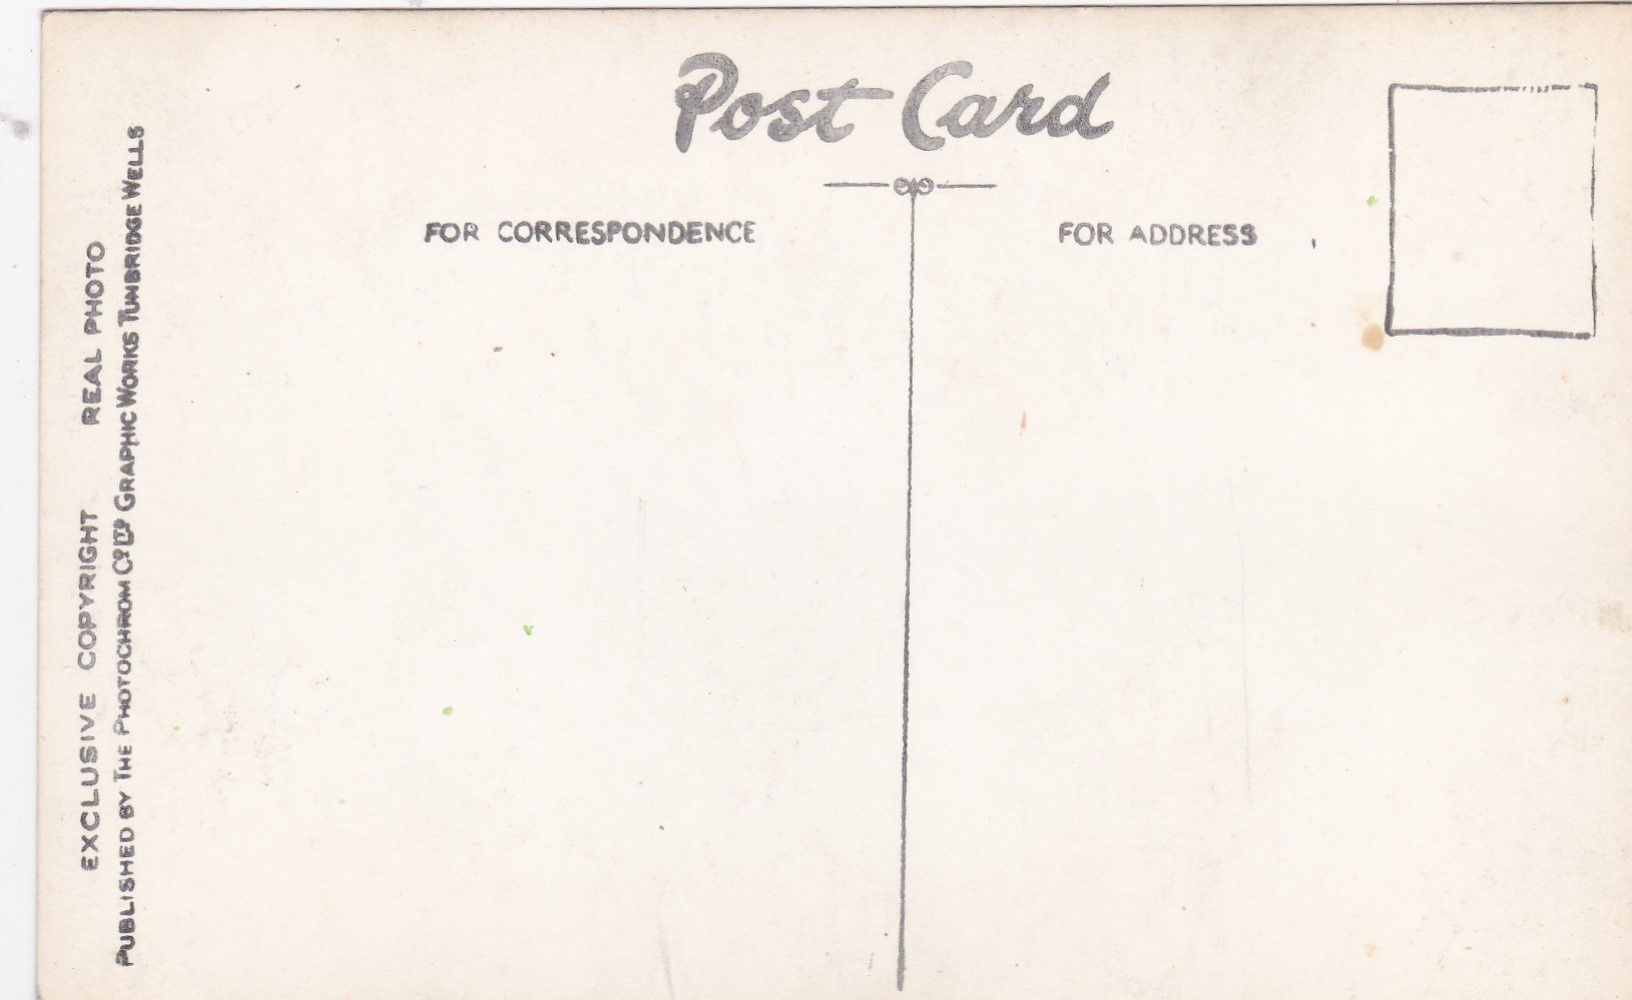 Post Card
FOR CORRESPONDENCE
FOR ADDRESS
EXCLUSIVE COPYRIGHT REAL PHOTO
PUBLISHED BY THE PHOTOCHROM CO LTD GRAPHIC WORKS TUNBRIDGE WELLS